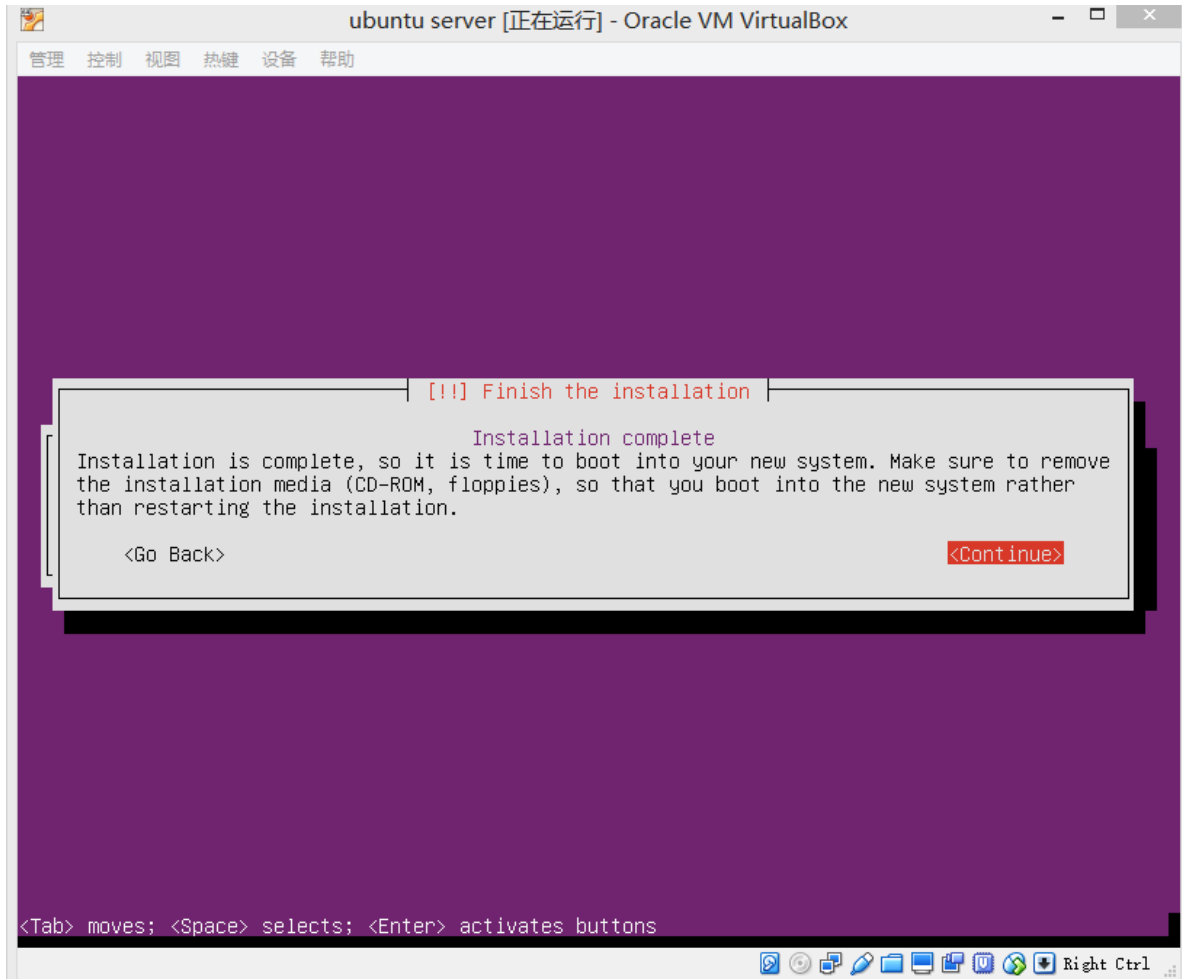 ubuntu server [正在运行] - Oracle VM VirtualBox
管理 控制 视图 热键 设备 帮助
[!!] Finish the installation
Installation complete
Installation is complete, so it is time to boot into your new system. Make sure to remove
the installation media (CD-ROM, floppies), so that you boot into the new system rather
than restarting the installation.
<Go Back> <Continue>
<Tab> moves; <Space> selects; <Enter> activates buttons
Right Ctrl